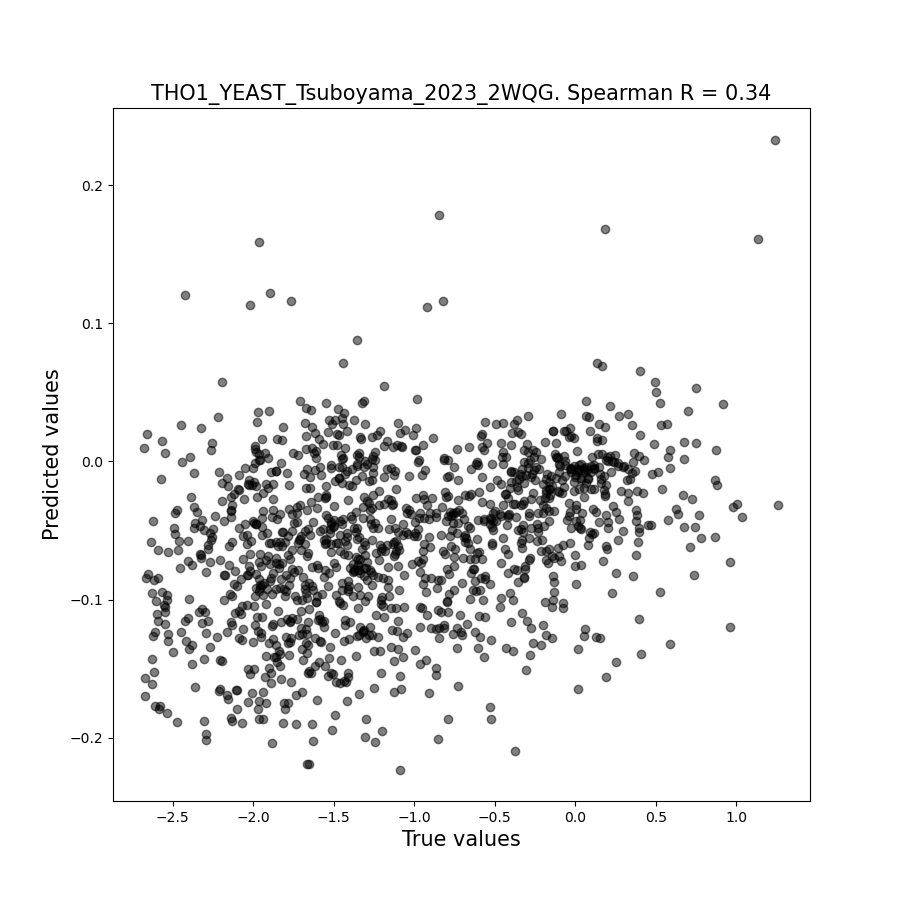 THO1_YEAST_Tsuboyama_2023_2WQG. Spearman R = 0.34
0.2
0.1
0.0
−0.1
−0.2
Predicted values
−2.5 −2.0 −1.5 −1.0 −0.5 0.0 0.5 1.0
True values